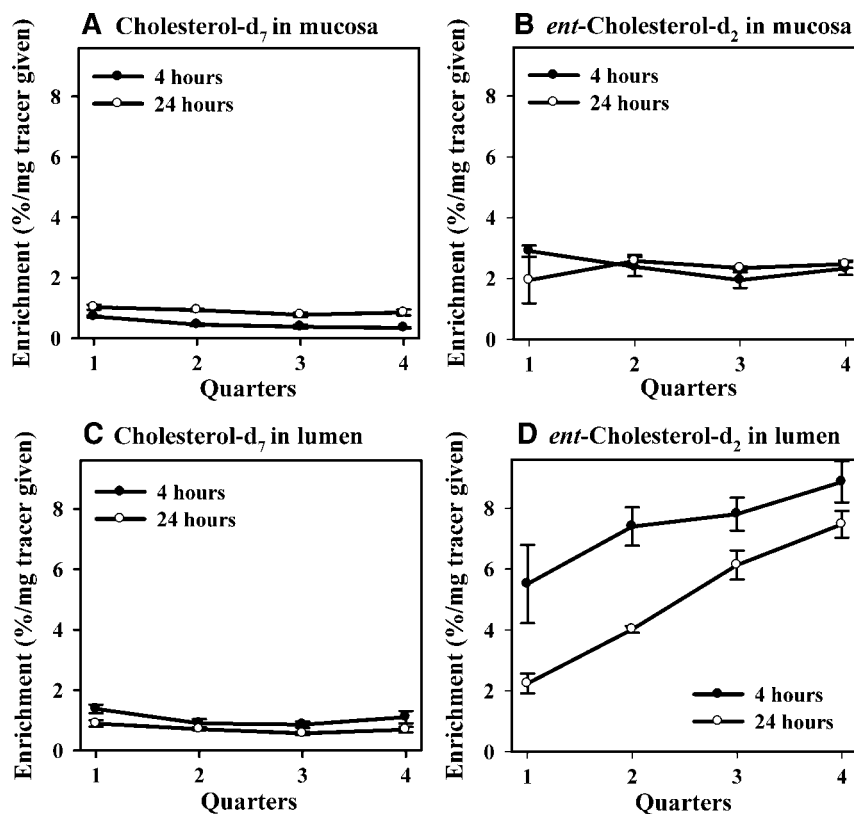 A Cholesterol-d7 in mucosa
4 hours
24 hours
Enrichment (%/mg tracer given)
8
6
4
2
0
1 2 3 4
Quarters
B ent-Cholesterol-d2 in mucosa
4 hours
24 hours
Enrichment (%/mg tracer given)
8
6
4
2
0
1 2 3 4
Quarters
C Cholesterol-d7 in lumen
4 hours
24 hours
Enrichment (%/mg tracer given)
8
6
4
2
0
1 2 3 4
Quarters
D ent-Cholesterol-d2 in lumen
Enrichment (%/mg tracer given)
8
6
4
2
0
4 hours
24 hours
1 2 3 4
Quarters